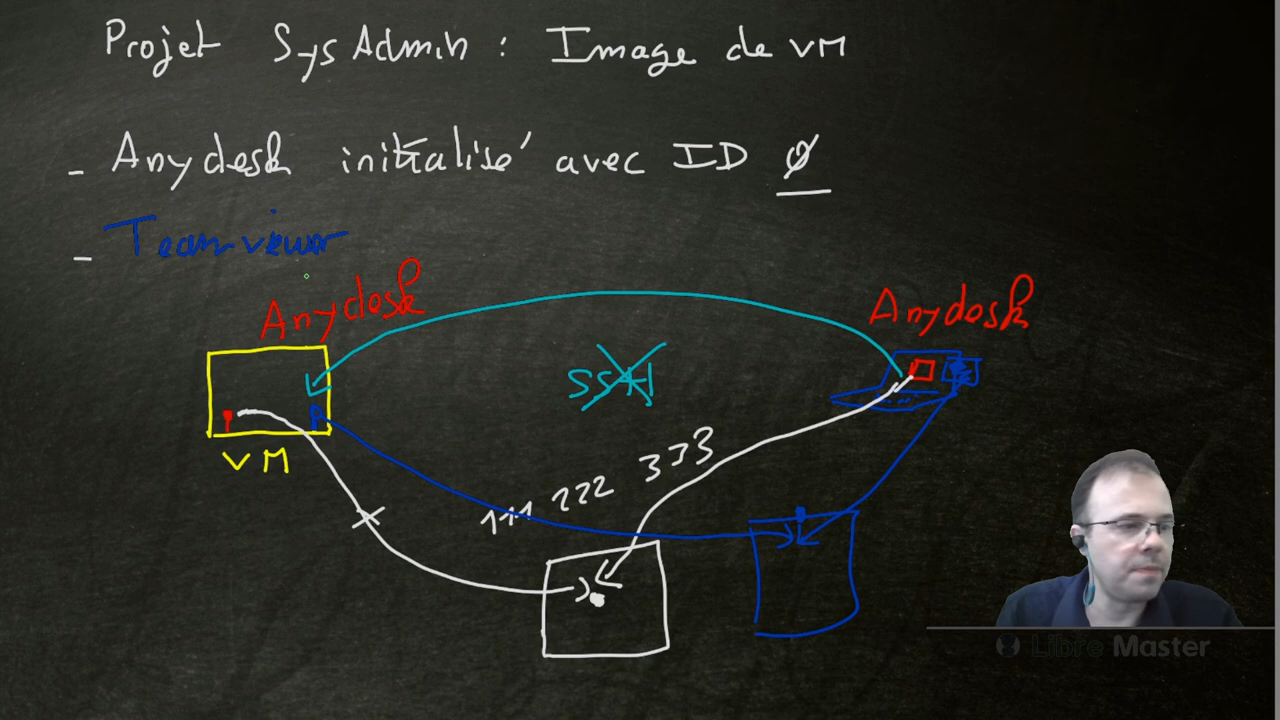 Projet SysAdmin : Image de VM
- Anydesk initialisé avec ID Ø
- Teamviewer
Anydesk
Anydesk
SSH
VM
111 222 333
Libre Master